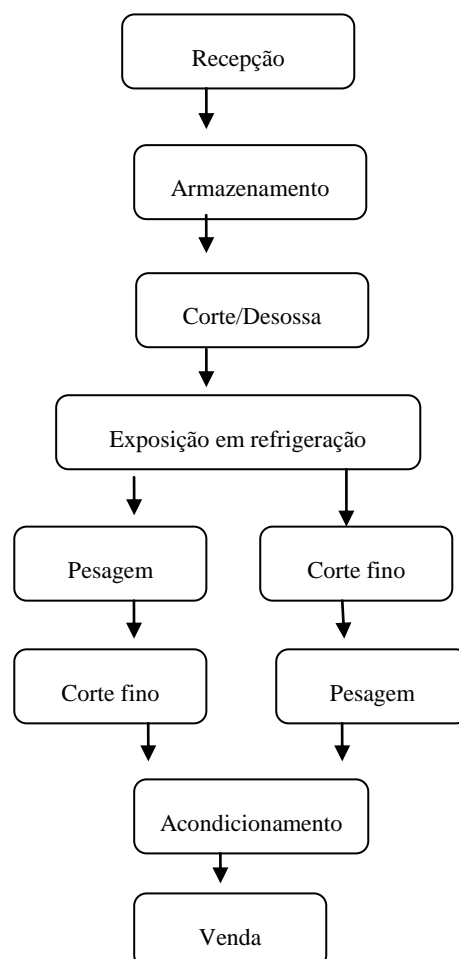 Recepção
Armazenamento
Corte/Desossa
Exposição em refrigeração
Pesagem
Corte fino
Corte fino
Pesagem
Acondicionamento
Venda